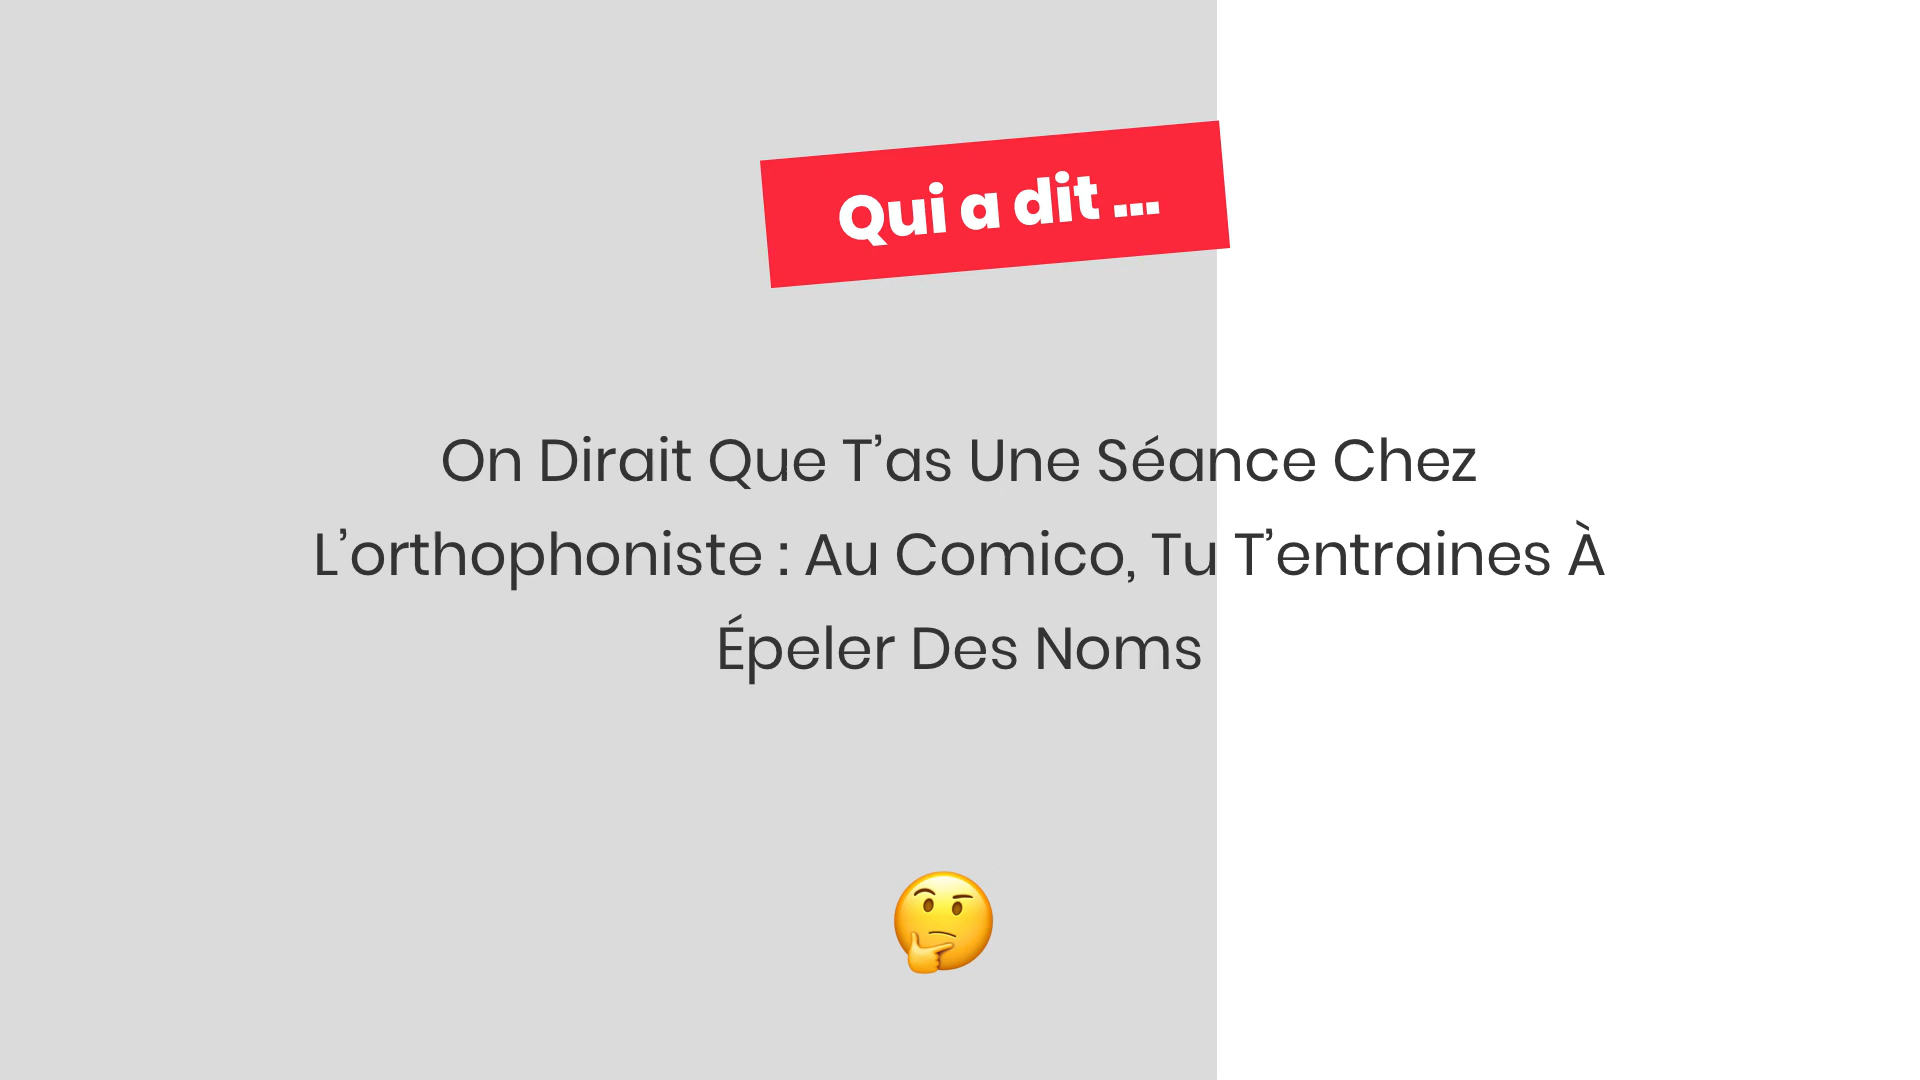 Qui a dit ...
On Dirait Que T’as Une Séance Chez
L’orthophoniste : Au Comico, Tu T’entraines À
Épeler Des Noms